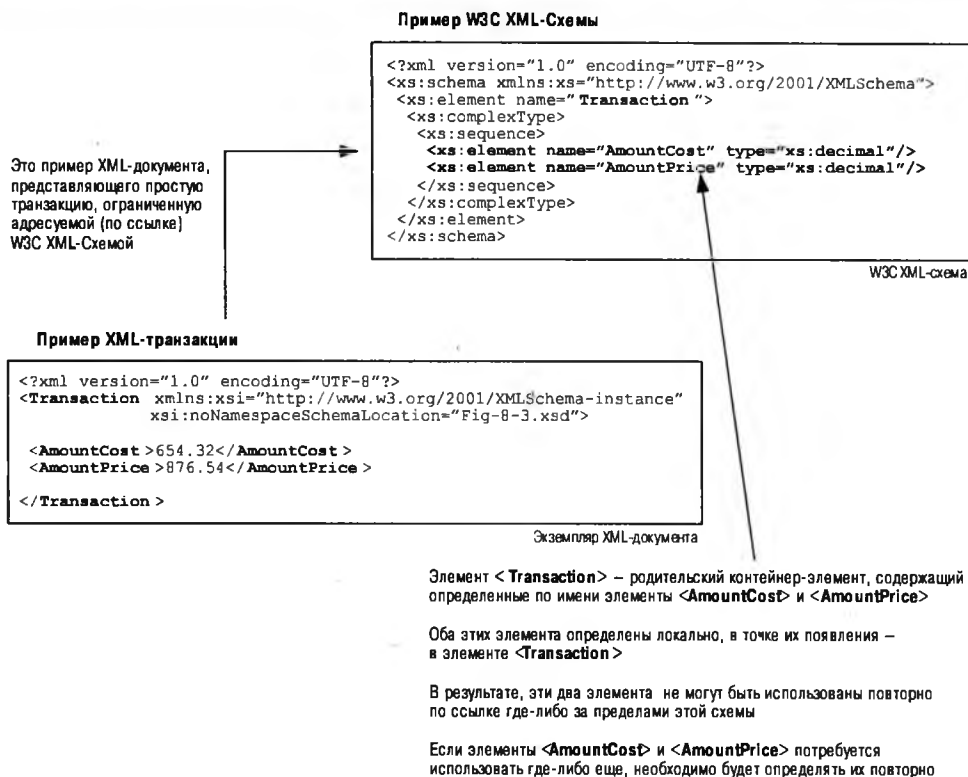 Пример W3C XML-Схемы
<?xml version="1.0" encoding="UTF-8"?>
<xs:schema xmlns:xs="http://www.w3.org/2001/XMLSchema">
<xs:element name=" Transaction ">
<xs:complexType>
<xs:sequence>
<xs:element name="AmountCost" type="xs:decimal"/>
<xs:element name="AmountPrice" type="xs:decimal"/>
</xs:sequence>
</xs:complexType>
</xs:element>
</xs:schema>
W3C XML-схема
Это пример XML-документа,
представляющего простую
транзакцию, ограниченную
адресуемой (по ссылке)
W3C XML-Схемой
Пример XML-транзакции
<?xml version="1.0" encoding="UTF-8"?>
<Transaction xmlns:xsi="http://www.w3.org/2001/XMLSchema-instance"
xsi:noNamespaceSchemaLocation="Fig-8-3.xsd">
<AmountCost >654.32</AmountCost >
<AmountPrice >876.54</ AmountPrice >
</Transaction >
Экземпляр XML-документа
Элемент < Transaction> – родительский контейнер-элемент, содержащий
определенные по имени элементы <AmountCost> и <AmountPrice>
Оба этих элемента определены локально, в точке их появления –
в элементе <Transaction >
В результате, эти два элемента не могут быть использованы повторно
по ссылке где-либо за пределами этой схемы
Если элементы <AmountCost> и <AmountPrice> потребуется
использовать где-либо еще, необходимо будет определять их повторно